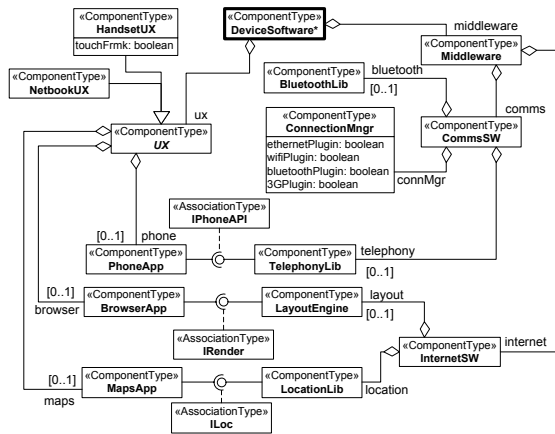 «ComponentType»
HandsetUX
touchFrmk: boolean
«ComponentType»
DeviceSoftware*
middleware
«ComponentType»
Middleware
«ComponentType»
NetbookUX
ux
«ComponentType»
BluetoothLib
bluetooth
[0..1]
comms
«ComponentType»
UX
«ComponentType»
ConnectionMngr
ethernetPlugin: boolean
wifiPlugin: boolean
bluetoothPlugin: boolean
3GPlugin: boolean
«ComponentType»
CommsSW
connMgr
«AssociationType»
IPhoneAPI
[0..1]
phone
«ComponentType»
PhoneApp
«ComponentType»
TelephonyLib
telephony
[0..1]
[0..1]
browser
«ComponentType»
BrowserApp
«ComponentType»
LayoutEngine
layout
[0..1]
«AssociationType»
IRender
«ComponentType»
InternetSW
internet
[0..1]
maps
«ComponentType»
MapsApp
«ComponentType»
LocationLib
location
«AssociationType»
ILoc